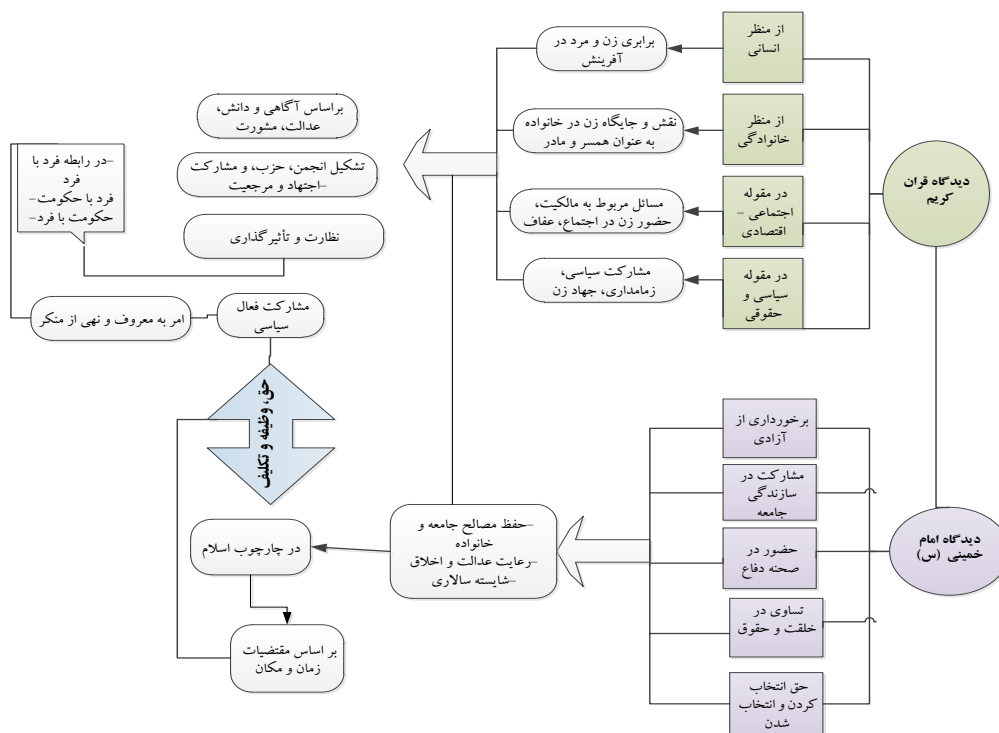 دیدگاه قران
کریم
از منظر
انسانی
برابری زن و مرد در
آفرینش
از منظر
خانوادگی
نقش و جایگاه زن در خانواده
به عنوان همسر و مادر
در مقوله
اجتماعی –
اقتصادی
مسائل مربوط به مالکیت،
حضور زن در اجتماع، عفاف
در مقوله
سیاسی و
حقوقی
مشارکت سیاسی،
زمامداری، جهاد زن
براساس آگاهی و دانش،
عدالت، مشورت
تشکیل انجمن، حزب، و مشارکت
–اجتهاد و مرجعیت
نظارت و تأثیرگذاری
–در رابطه فرد با
فرد
فرد با حکومت–
حکومت با فرد–
مشارکت فعال
سیاسی
امر به معروف و نهی از منکر
حق، وظیفه و تکلیف
دیدگاه امام
خمینی (س)
برخورداری از
آزادی
مشارکت در
سازندگی
جامعه
حضور در
صحنه دفاع
تساوی در
خلقت و حقوق
حق انتخاب
کردن و انتخاب
شدن
–حفظ مصالح جامعه و
خانواده
–رعایت عدالت و اخلاق
–شایسته سالاری
در چارچوب اسلام
بر اساس مقتضیات
زمان و مکان